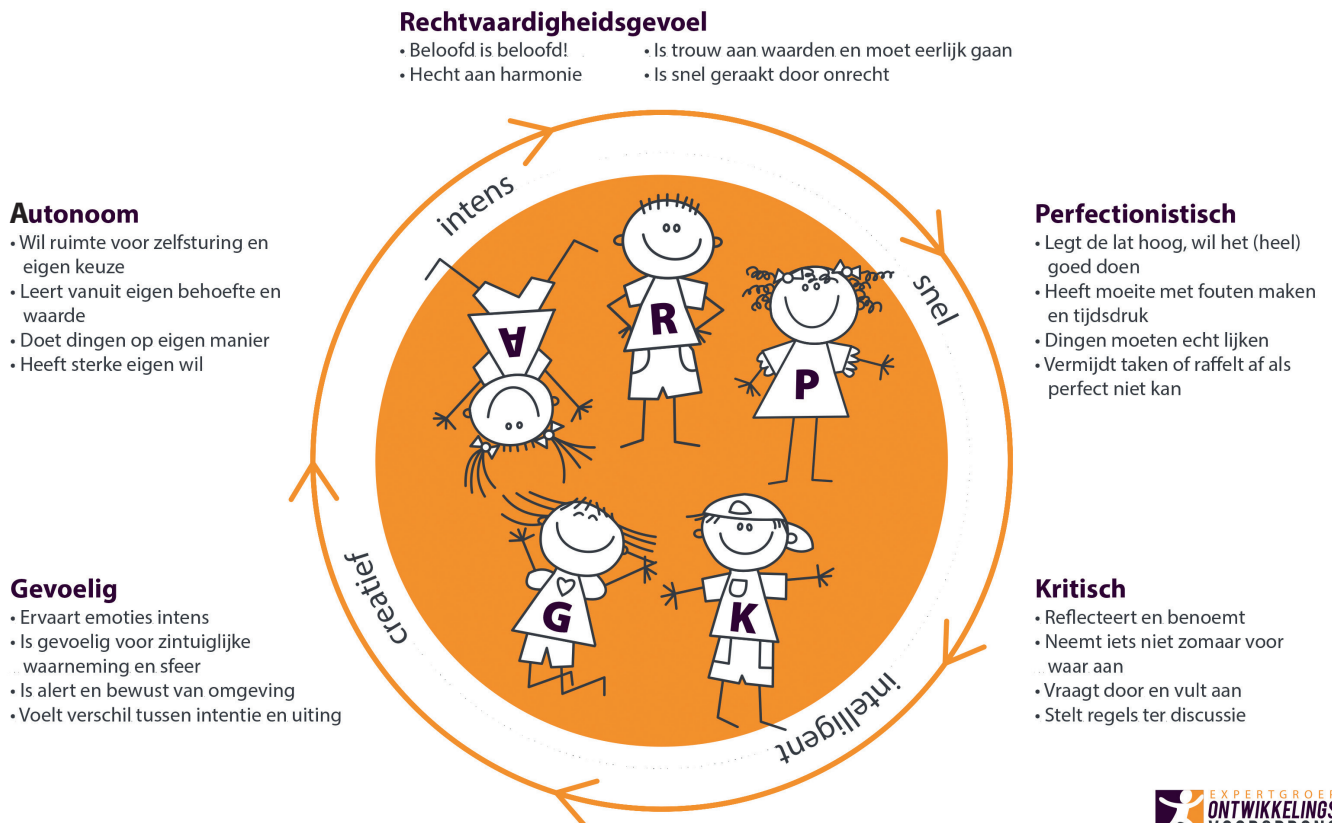 Rechtvaardigheidsgevoel
• Beloofd is beloofd!
• Hecht aan harmonie
• Is trouw aan waarden en moet eerlijk gaan
• Is snel geraakt door onrecht
Autonoom
• Wil ruimte voor zelfsturing en
eigen keuze
• Leert vanuit eigen behoefte en
waarde
• Doet dingen op eigen manier
• Heeft sterke eigen wil
Perfectionistisch
• Legt de lat hoog, wil het (heel)
goed doen
• Heeft moeite met fouten maken
en tijdsdruk
• Dingen moeten echt lijken
• Vermijdt taken of raffelt af als
perfect niet kan
intens
snel
A
R
P
G
K
creatief
intelligent
Gevoelig
• Ervaart emoties intens
• Is gevoelig voor zintuiglijke
waarneming en sfeer
• Is alert en bewust van omgeving
• Voelt verschil tussen intentie en uiting
Kritisch
• Reflecteert en benoemt
• Neemt iets niet zomaar voor
waar aan
• Vraagt door en vult aan
• Stelt regels ter discussie
EXPERTGROEP
ONTWIKKELINGS
VOORSPRONG